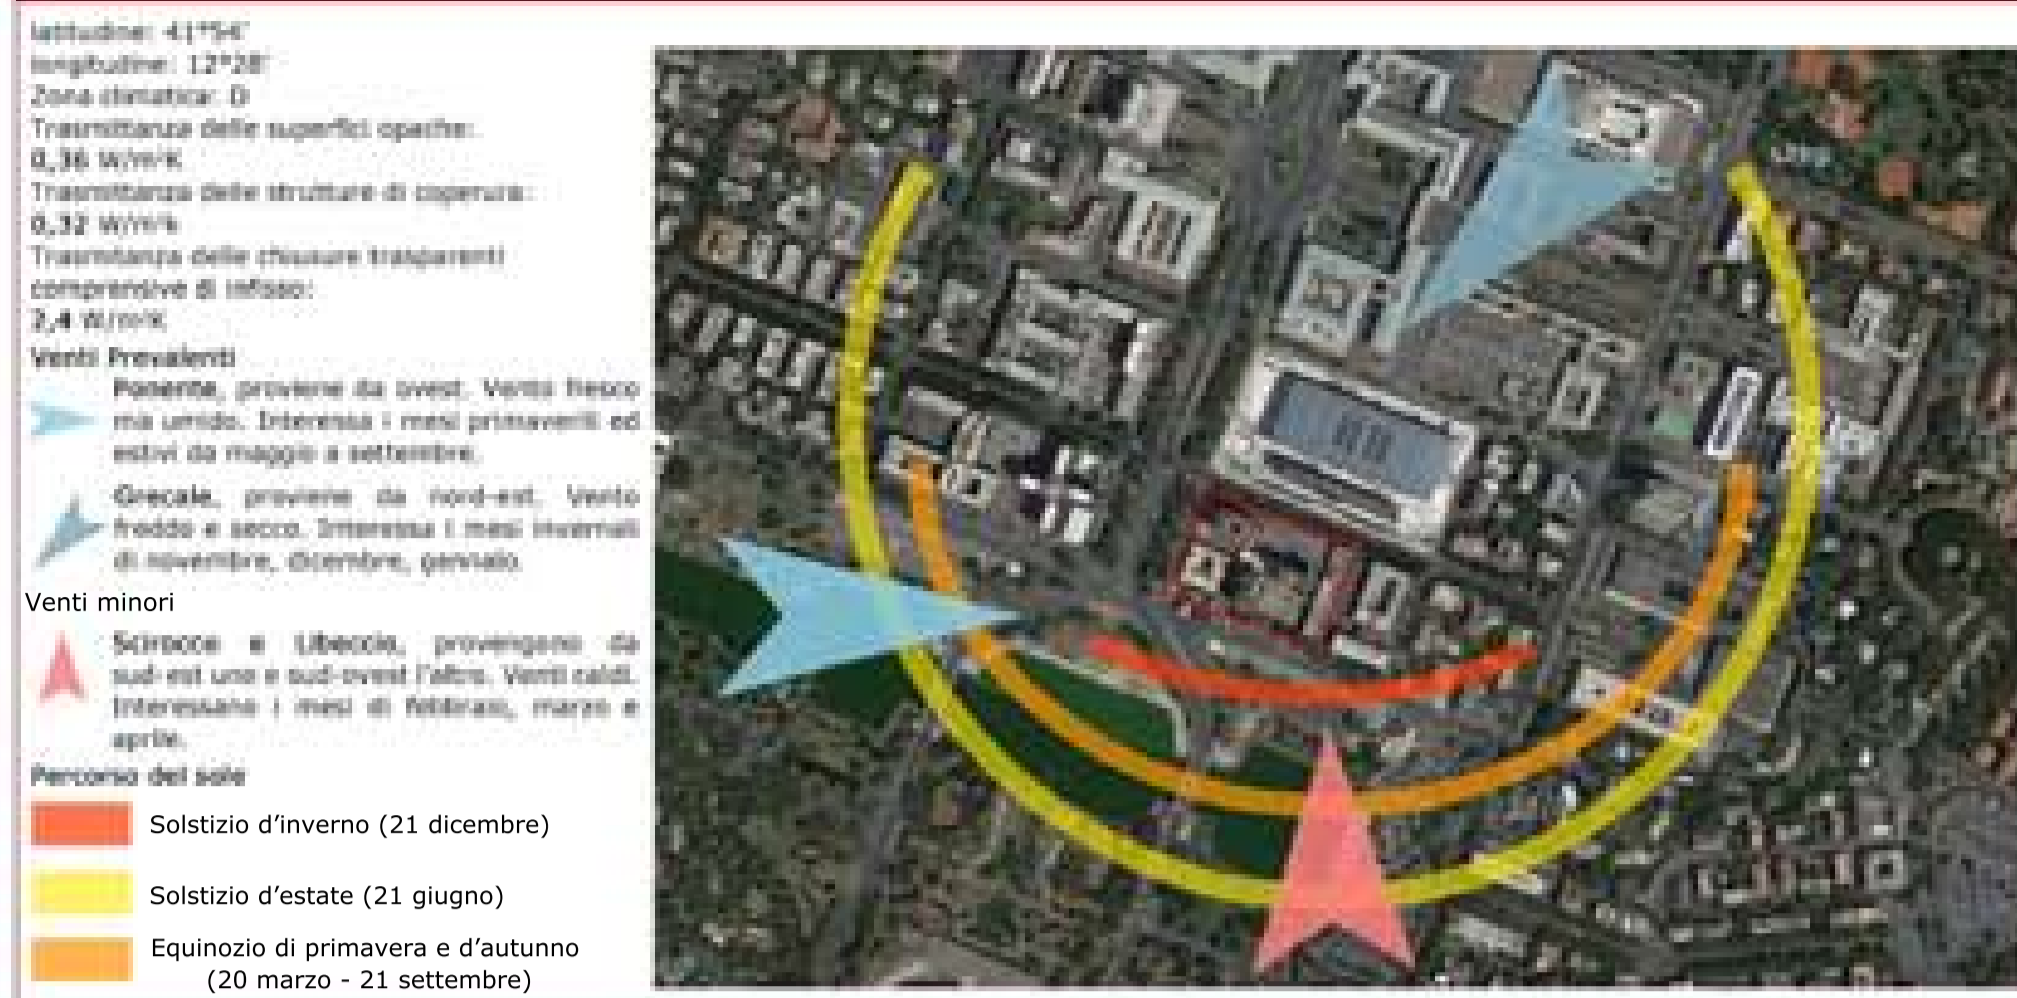 latitudine: 41°54'
longitudine: 12°28'
Zona climatica: D
Trasmittanza delle superfici opache:
0,36 W/m²K
Trasmittanza delle strutture di coperura:
0,32 W/m²k
Trasmitanza delle chiusure trasparenti
comprensive di infisso:
2,4 W/m²K
Venti Prevalenti
Ponente, proviene da ovest. Vento fresco
ma umido. Interessa i mesi primaverili ed
estivi da maggio a settembre.
Grecale, proviene da nord-est. Vento
freddo e secco. Interessa i mesi invernali
di novembre, dicembre, gennaio.
Venti minori
Scirocco e Libeccio, provengono da
sud-est uno e sud-ovest l'altro. Venti caldi.
Interessano i mesi di febbraio, marzo e
aprile.
Percorso del sole
Solstizio d’inverno (21 dicembre)
Solstizio d’estate (21 giugno)
Equinozio di primavera e d’autunno
(20 marzo - 21 settembre)